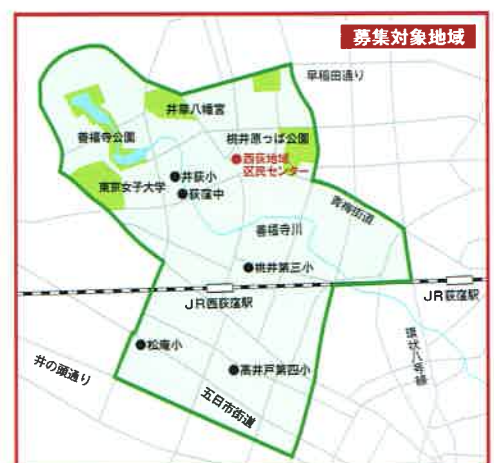 募集対象地域
早稲田通り
井草八幡宮
善福寺公園
桃井原っぱ公園
西荻地域
区民センター
井荻小
東京女子大学
荻窪中
青梅街道
善福寺川
桃井第三小
JR西荻窪駅
JR荻窪駅
環状八号線
松庵小
井の頭通り
高井戸第四小
五日市街道